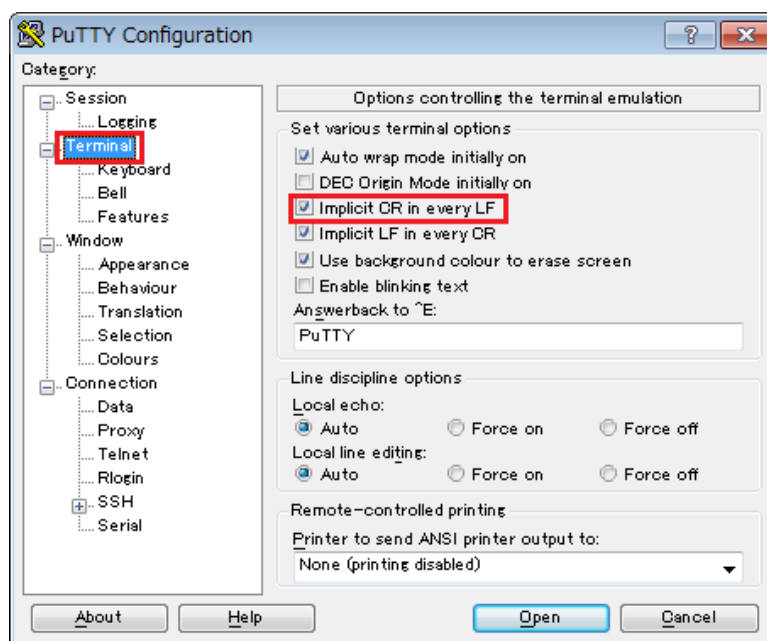 PuTTY Configuration
Category:
Session
Logging
Terminal
Keyboard
Bell
Features
Window
Appearance
Behaviour
Translation
Selection
Colours
Connection
Data
Proxy
Telnet
Rlogin
SSH
Serial
Options controlling the terminal emulation
Set various terminal options
Auto wrap mode initially on
DEC Origin Mode initially on
Implicit CR in every LF
Implicit LF in every CR
Use background colour to erase screen
Enable blinking text
Answerback to ^E:
PuTTY
Line discipline options
Local echo:
Auto Force on Force off
Local line editing:
Auto Force on Force off
Remote-controlled printing
Printer to send ANSI printer output to:
None (printing disabled)
About Help Open Cancel